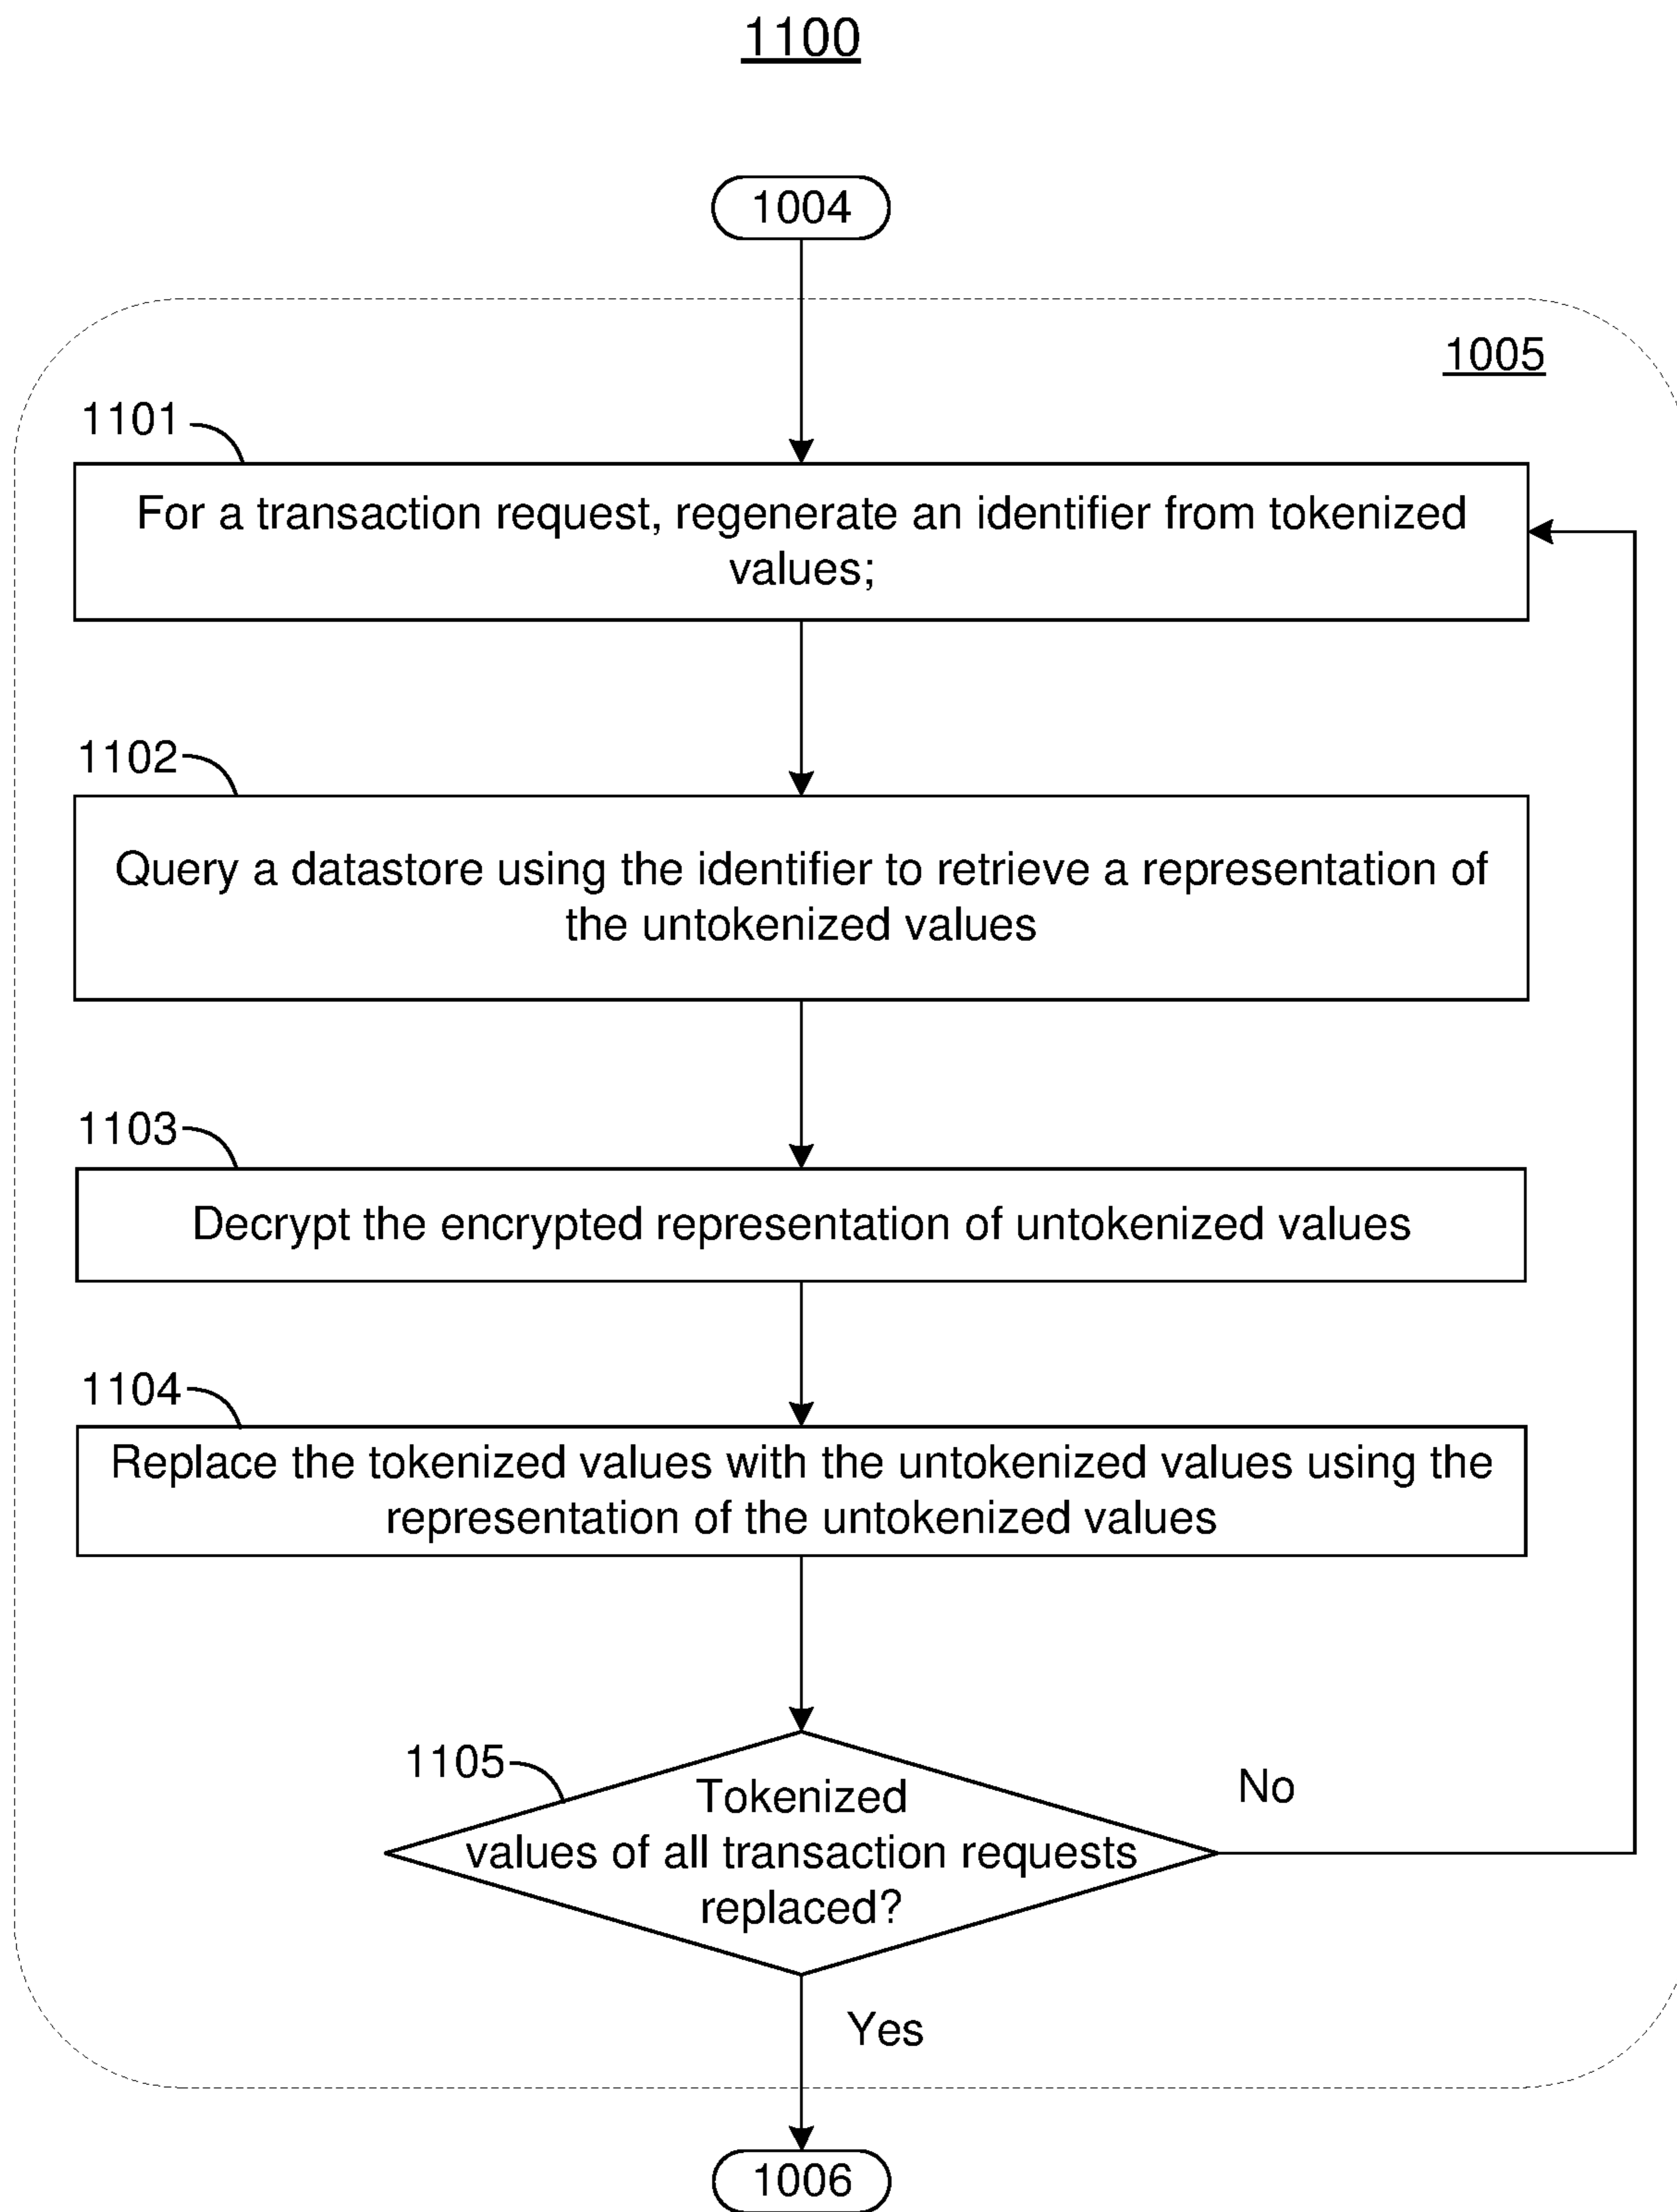 1100
1004
1005
1101
For a transaction request, regenerate an identifier from tokenized
values;
1102
Query a datastore using the identifier to retrieve a representation of
the untokenized values
1103
Decrypt the encrypted representation of untokenized values
1104
Replace the tokenized values with the untokenized values using the
representation of the untokenized values
1105
Tokenized
values of all transaction requests
replaced?
No
Yes
1006